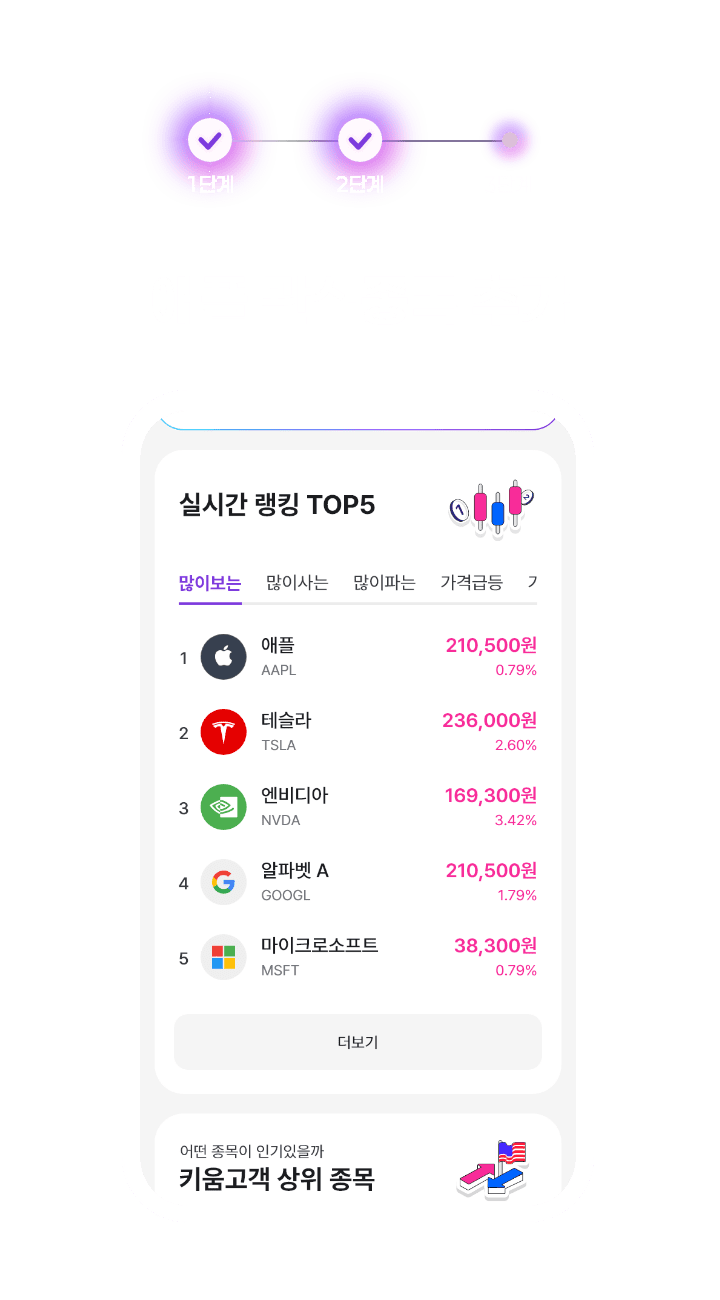 1단계
2단계
실시간 랭킹 TOP5
많이보는 많이사는 많이파는 가격급등
1 애플 210,500원
AAPL 0.79%
2 테슬라 236,000원
TSLA 2.60%
3 엔비디아 169,300원
NVDA 3.42%
4 알파벳 A 210,500원
GOOGL 1.79%
5 마이크로소프트 38,300원
MSFT 0.79%
더보기
어떤 종목이 인기있을까
키움고객 상위 종목